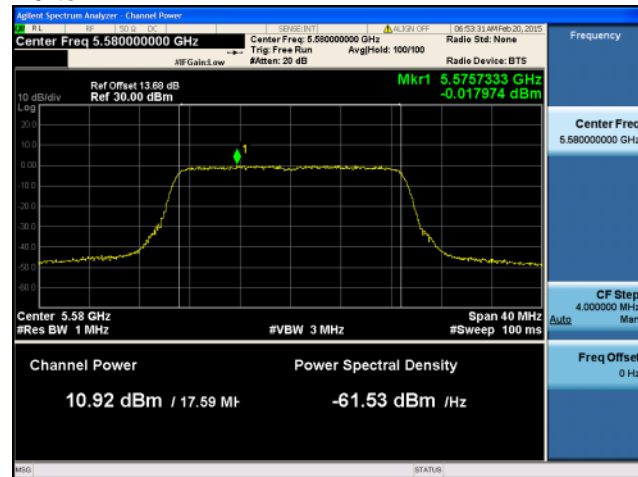 Agilent Spectrum Analyzer - Channel Power
RL RF 50 Ω DC SENSE:INT ALIGN OFF 06:53:31 AM Feb 20, 2015
Center Freq 5.580000000 GHz
Center Freq: 5.580000000 GHz
Radio Std: None
Trig: Free Run Avg|Hold: 100/100
#IFGain:Low #Atten: 20 dB Radio Device: BTS
Frequency
Mkr1 5.5757333 GHz
-0.017974 dBm
Ref Offset 13.68 dB
10 dB/div Ref 30.00 dBm
Log
20.0
10.0
0.00
-10.0
-20.0
-30.0
-40.0
-50.0
-60.0
1
Center 5.58 GHz Span 40 MHz
#Res BW 1 MHz #VBW 3 MHz #Sweep 100 ms
Channel Power Power Spectral Density
10.92 dBm / 17.59 MH -61.53 dBm /Hz
Center Freq
5.580000000 GHz
CF Step
4.000000 MHz
Auto Man
Freq Offset
0 Hz
MSG STATUS